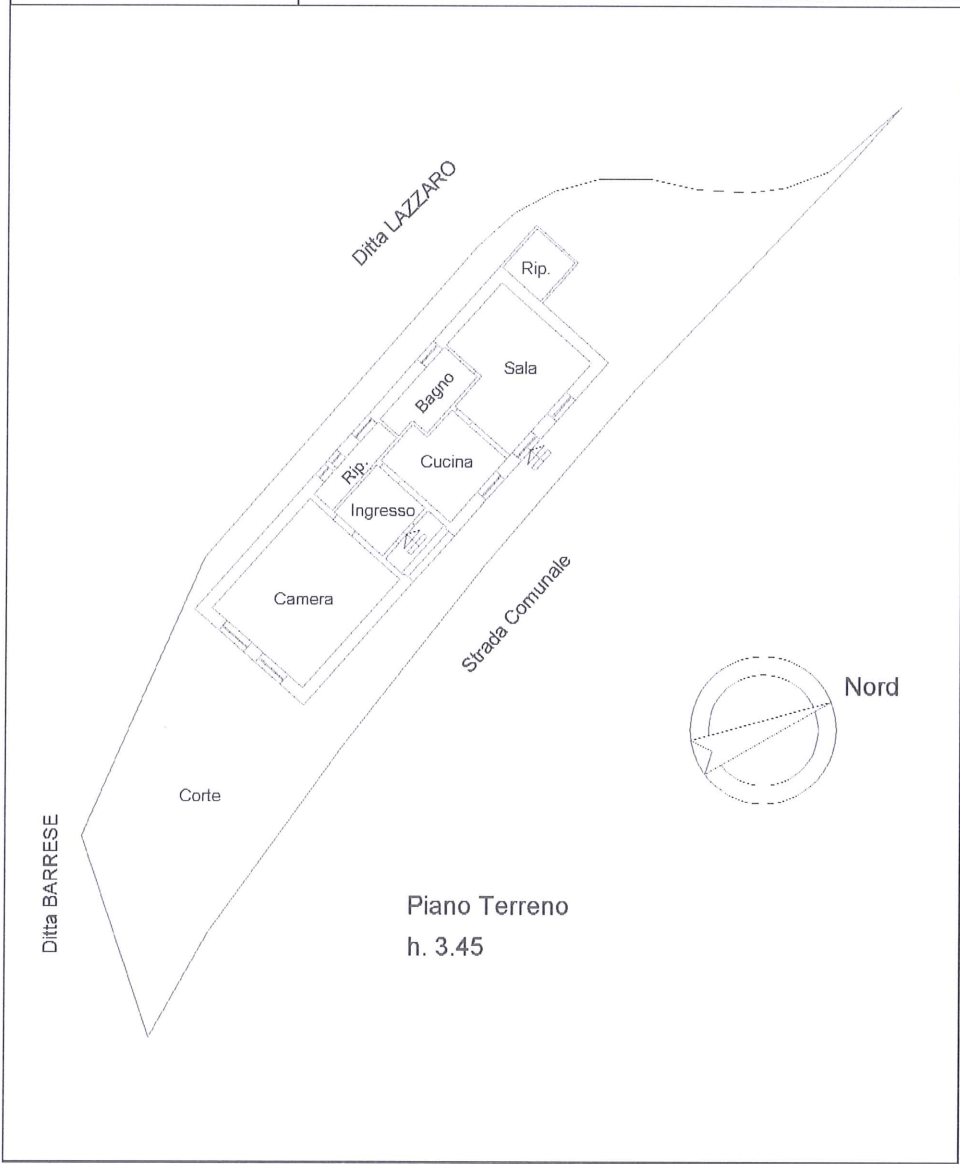 Ditta LAZZARO
Rip.
Sala
Bagno
Cucina
Rip.
Ingresso
Camera
Strada Comunale
Nord
Corte
Ditta BARRESE
Piano Terreno
h. 3.45